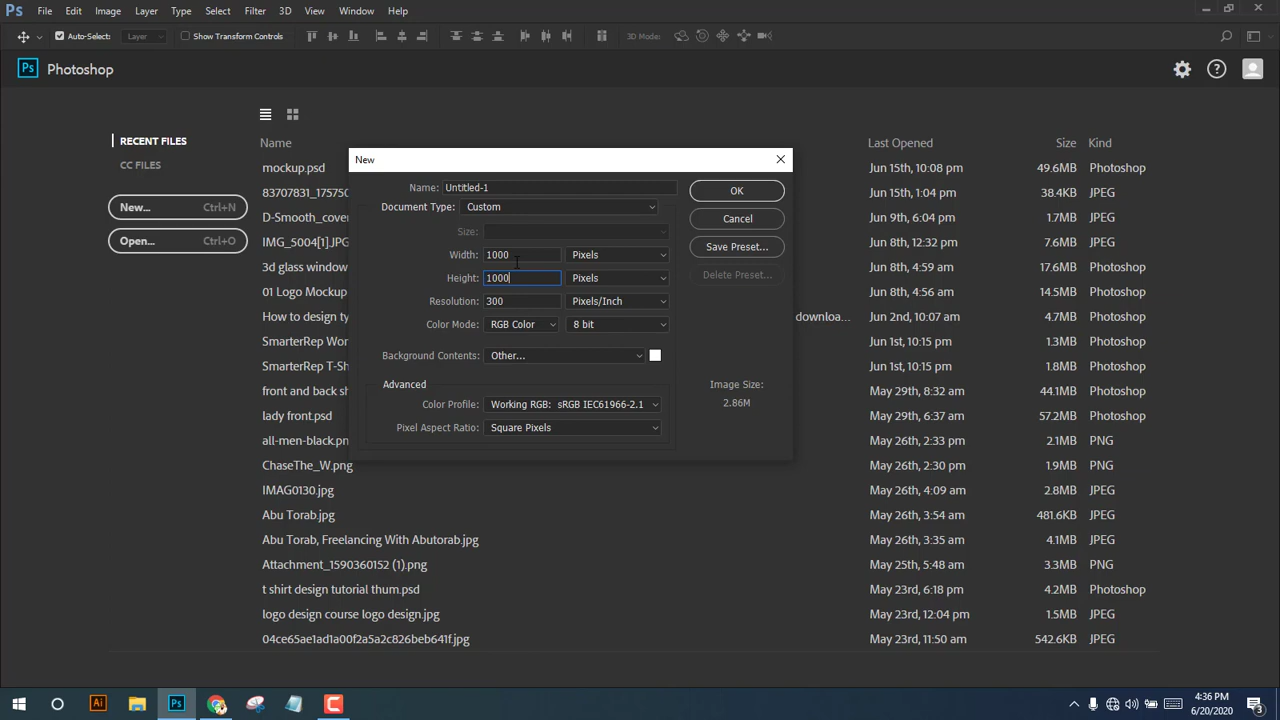 Ps File Edit Image Layer Type Select Filter 3D View Window Help
Auto-Select: Layer Show Transform Controls 3D Mode:
Ps Photoshop
RECENT FILES
CC FILES
New... Ctrl+N
Open... Ctrl+O
Name Last Opened Size Kind
mockup.psd Jun 15th, 10:08 pm 49.6MB Photoshop
83707831_175750 Jun 15th, 1:04 pm 38.4KB JPEG
D-Smooth_cover Jun 9th, 6:12 pm 1.7MB JPEG
IMG_5004[1].JPG Jun 8th, 12:32 pm 2.4MB JPEG
3d glass window Jun 8th, 4:59 am 17.6MB Photoshop
01 Logo Mockup Jun 8th, 4:56 am 14.5MB Photoshop
How to design ty downloa... Jun 2nd, 10:07 am 46.9MB Photoshop
SmarterRep Wor Jun 1st, 10:15 pm 3.2MB Photoshop
SmarterRep T-Sh Jun 1st, 10:15 pm 3.4MB Photoshop
front and back sh May 29th, 8:32 am 44.1MB Photoshop
lady front.psd May 29th, 6:37 am 57.2MB Photoshop
all-men-black.pn May 26th, 2:33 pm 2.1MB PNG
ChaseThe_W.png May 26th, 2:30 pm 1.9MB PNG
IMAG0130.jpg May 26th, 4:09 am 2.8MB JPEG
Abu Torab.jpg May 26th, 3:54 am 481.6KB JPEG
Abu Torab, Freelancing With Abutorab.jpg May 26th, 3:35 am 4.1MB JPEG
Attachment_1590360152 (1).png May 25th, 5:48 am 3.3MB PNG
t shirt design tutorial thum.psd May 23rd, 6:18 pm 4.2MB Photoshop
logo design course logo design.jpg May 23rd, 12:04 pm 1.5MB JPEG
04ce65ae1ad1a00f2a5a2c826beb641f.jpg May 23rd, 11:50 am 542.6KB JPEG
New
Name: Untitled-1 OK
Document Type: Custom Cancel
Size:
Width: 1000 Pixels Save Preset...
Height: 1000 Pixels Delete Preset...
Resolution: 300 Pixels/Inch
Color Mode: RGB Color 8 bit
Background Contents: Other...
Advanced Image Size:
Color Profile: Working RGB: sRGB IEC61966-2.1 2.86M
Pixel Aspect Ratio: Square Pixels
Ai Ps 4:36 PM
6/20/2020 3